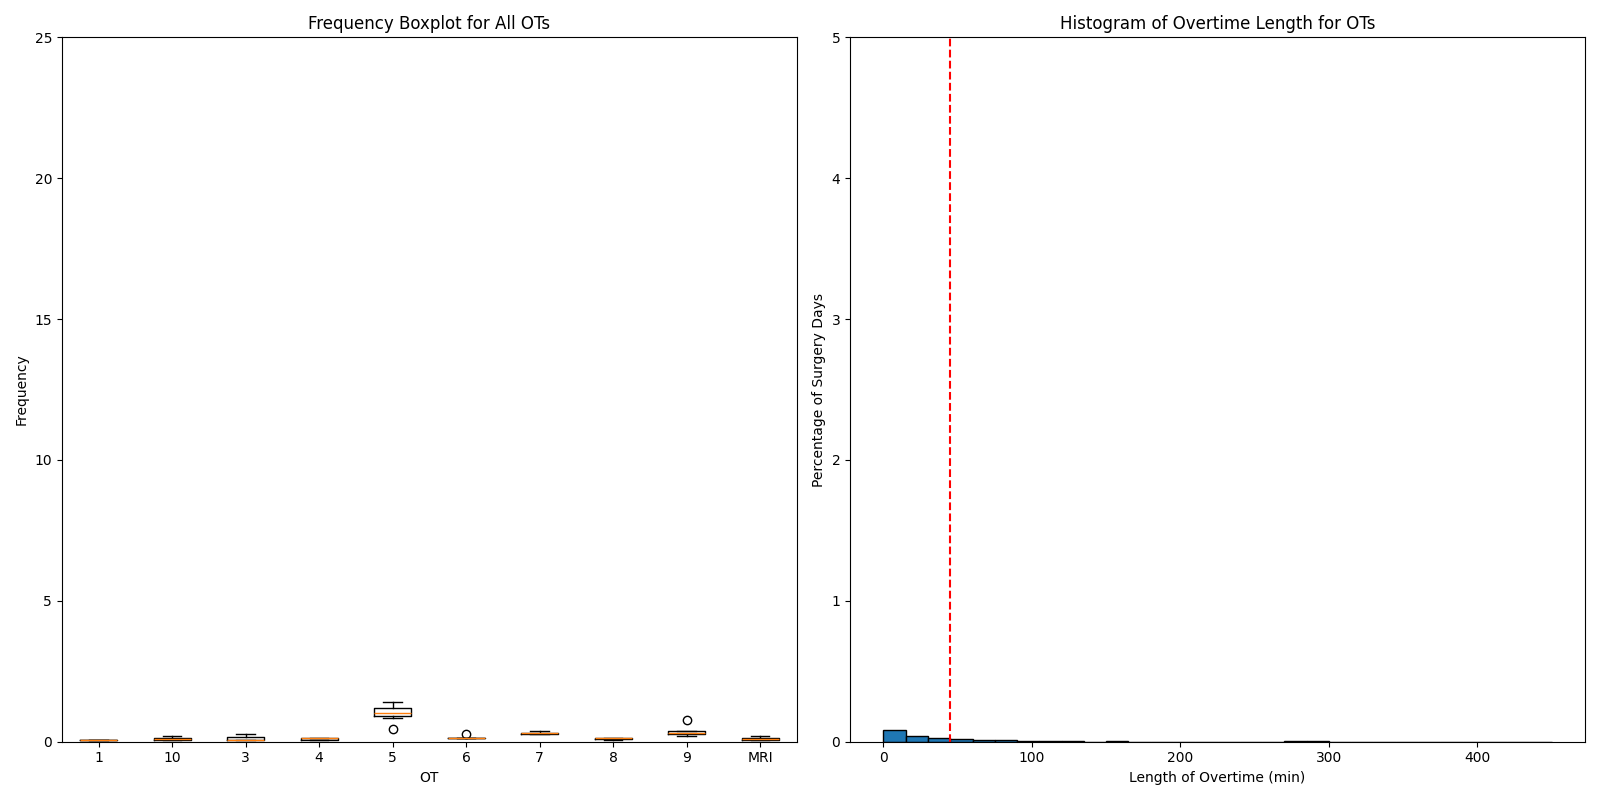 Frequency Boxplot for All OTs
Frequency
25
20
15
10
5
0
1 10 3 4 5 6 7 8 9 MRI
OT
Histogram of Overtime Length for OTs
Percentage of Surgery Days
5
4
3
2
1
0
0 100 200 300 400
Length of Overtime (min)